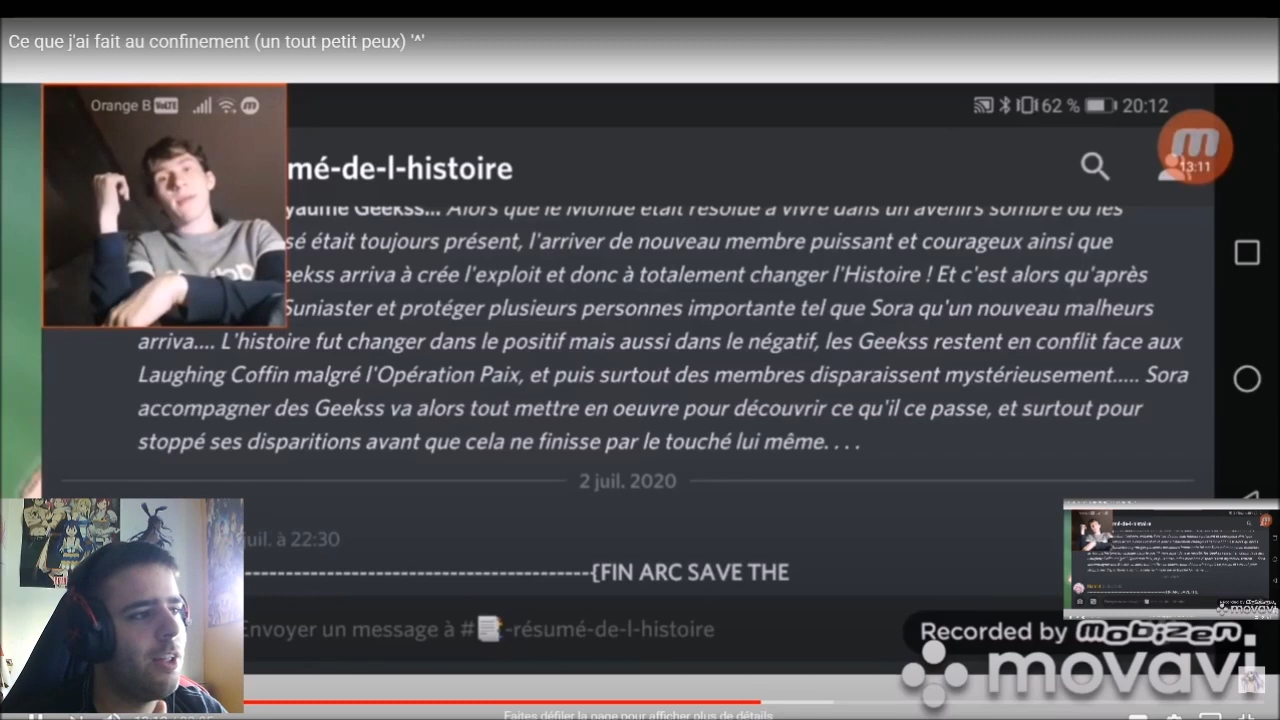 Ce que j'ai fait au confinement (un tout petit peux) '^'
Orange B VoLTE
62 % 20:12
mé-de-l-histoire
13:11
yaume Geekss... Alors que le Monde était résolue à vivre dans un avenirs sombre où les
sé était toujours présent, l'arriver de nouveau membre puissant et courageux ainsi que
eekss arriva à crée l'exploit et donc à totalement changer l'Histoire ! Et c'est alors qu'après
Suniaster et protéger plusieurs personnes importante tel que Sora qu'un nouveau malheurs
arriva.... L'histoire fut changer dans le positif mais aussi dans le négatif, les Geekss restent en conflit face aux
Laughing Coffin malgré l'Opération Paix, et puis surtout des membres disparaissent mystérieusement..... Sora
accompagner des Geekss va alors tout mettre en oeuvre pour découvrir ce qu'il ce passe, et surtout pour
stoppé ses disparitions avant que cela ne finisse par le touché lui même. . . .
2 juil. 2020
juil. à 22:30
----------------------------------------{FIN ARC SAVE THE
Envoyer un message à #-résumé-de-l-histoire
Recorded by mobizen
movavi
Faites défiler la page pour afficher plus de détails